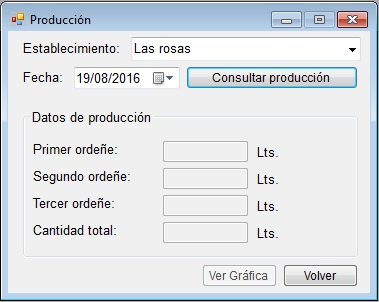 Producción
Establecimiento: Las rosas
Fecha: 19/08/2016 Consultar producción
Datos de producción
Primer ordeñe: Lts.
Segundo ordeñe: Lts.
Tercer ordeñe: Lts.
Cantidad total: Lts.
Ver Gráfica Volver